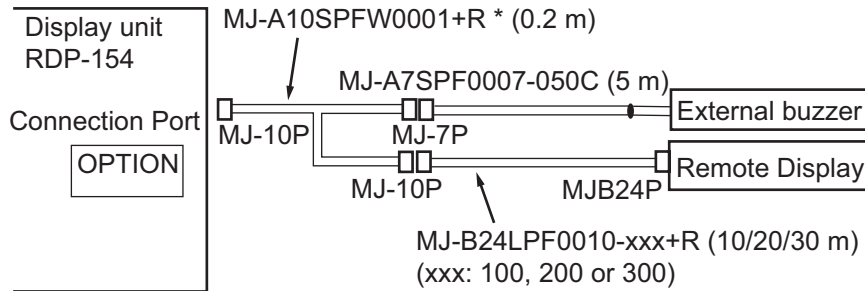 Display unit
RDP-154
Connection Port
OPTION
MJ-A10SPFW0001+R * (0.2 m)
MJ-10P
MJ-A7SPF0007-050C (5 m)
MJ-7P
External buzzer
MJ-10P
MJB24P
Remote Display
MJ-B24LPF0010-xxx+R (10/20/30 m)
(xxx: 100, 200 or 300)